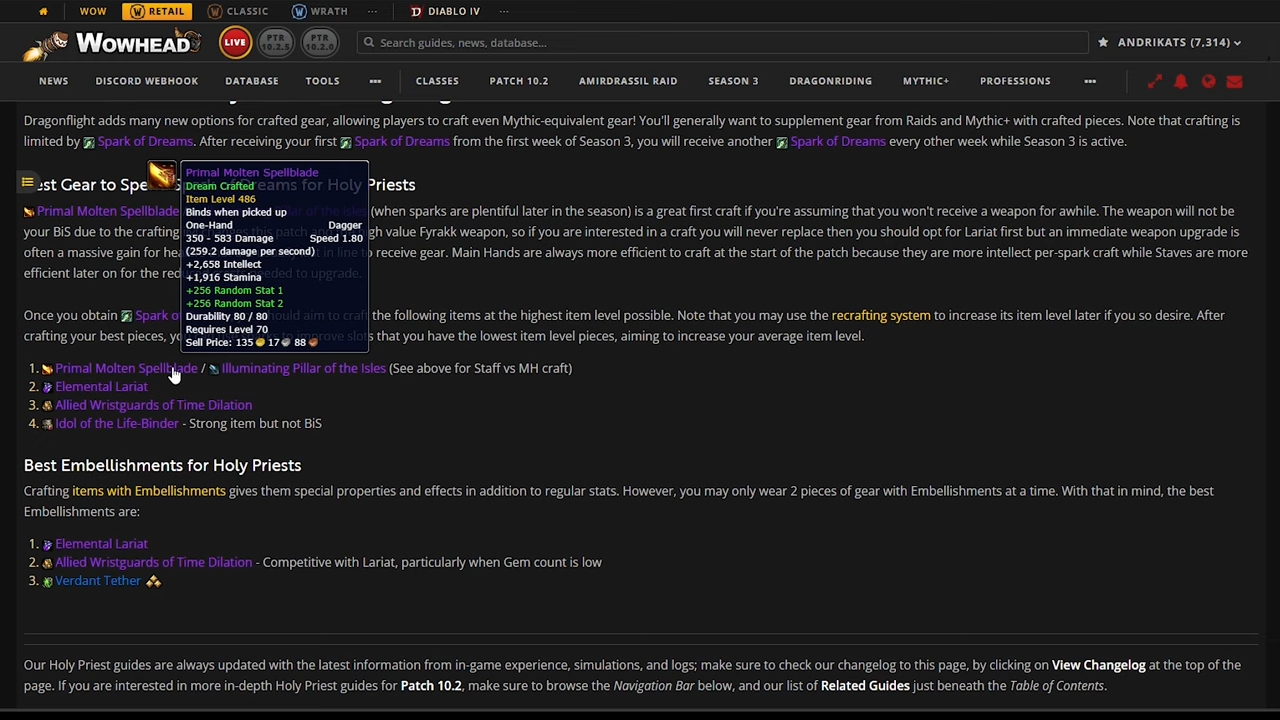 WOW RETAIL CLASSIC WRATH ... DIABLO IV ...
WOWHEAD LIVE PTR 10.2.5 PTR 10.2.0 Search guides, news, database... ANDRIKATS (7,314)
NEWS DISCORD WEBHOOK DATABASE TOOLS ... CLASSES PATCH 10.2 AMIRDRASSIL RAID SEASON 3 DRAGONRIDING MYTHIC+ PROFESSIONS ...
Dragonflight adds many new options for crafted gear, allowing players to craft even Mythic-equivalent gear! You'll generally want to supplement gear from Raids and Mythic+ with crafted pieces. Note that crafting is
limited by Spark of Dreams. After receiving your first Spark of Dreams from the first week of Season 3, you will receive another Spark of Dreams every other week while Season 3 is active.
Priests
Primal Molten Spellblade
Dream Crafted
Item Level 486
Binds when picked up
One-Hand Dagger
350 - 583 Damage Speed 1.80
(259.2 damage per second)
+2,658 Intellect
+1,916 Stamina
+256 Random Stat 1
+256 Random Stat 2
Durability 80 / 80
Requires Level 70
Sell Price: 135 17 88
Primal Molten Spellblade (when sparks are plentiful later in the season) is a great first craft if you're assuming that you won't receive a weapon for awhile. The weapon will not be
your BiS due to the crafting value Fyrakk weapon, so if you are interested in a craft you will never replace then you should opt for Lariat first but an immediate weapon upgrade is
often a massive gain for to receive gear. Main Hands are always more efficient to craft at the start of the patch because they are more intellect per-spark craft while Staves are more
efficient later on for the to upgrade.
Once you obtain the following items at the highest item level possible. Note that you may use the recrafting system to increase its item level later if you so desire. After
crafting your best pieces, that you have the lowest item level pieces, aiming to increase your average item level.
1. Primal Molten Spellblade / Illuminating Pillar of the Isles (See above for Staff vs MH craft)
2. Elemental Lariat
3. Allied Wristguards of Time Dilation
4. Idol of the Life-Binder - Strong item but not BiS
Best Embellishments for Holy Priests
Crafting items with Embellishments gives them special properties and effects in addition to regular stats. However, you may only wear 2 pieces of gear with Embellishments at a time. With that in mind, the best
Embellishments are:
1. Elemental Lariat
2. Allied Wristguards of Time Dilation - Competitive with Lariat, particularly when Gem count is low
3. Verdant Tether
Our Holy Priest guides are always updated with the latest information from in-game experience, simulations, and logs; make sure to check our changelog to this page, by clicking on View Changelog at the top of the
page. If you are interested in more in-depth Holy Priest guides for Patch 10.2, make sure to browse the Navigation Bar below, and our list of Related Guides just beneath the Table of Contents.